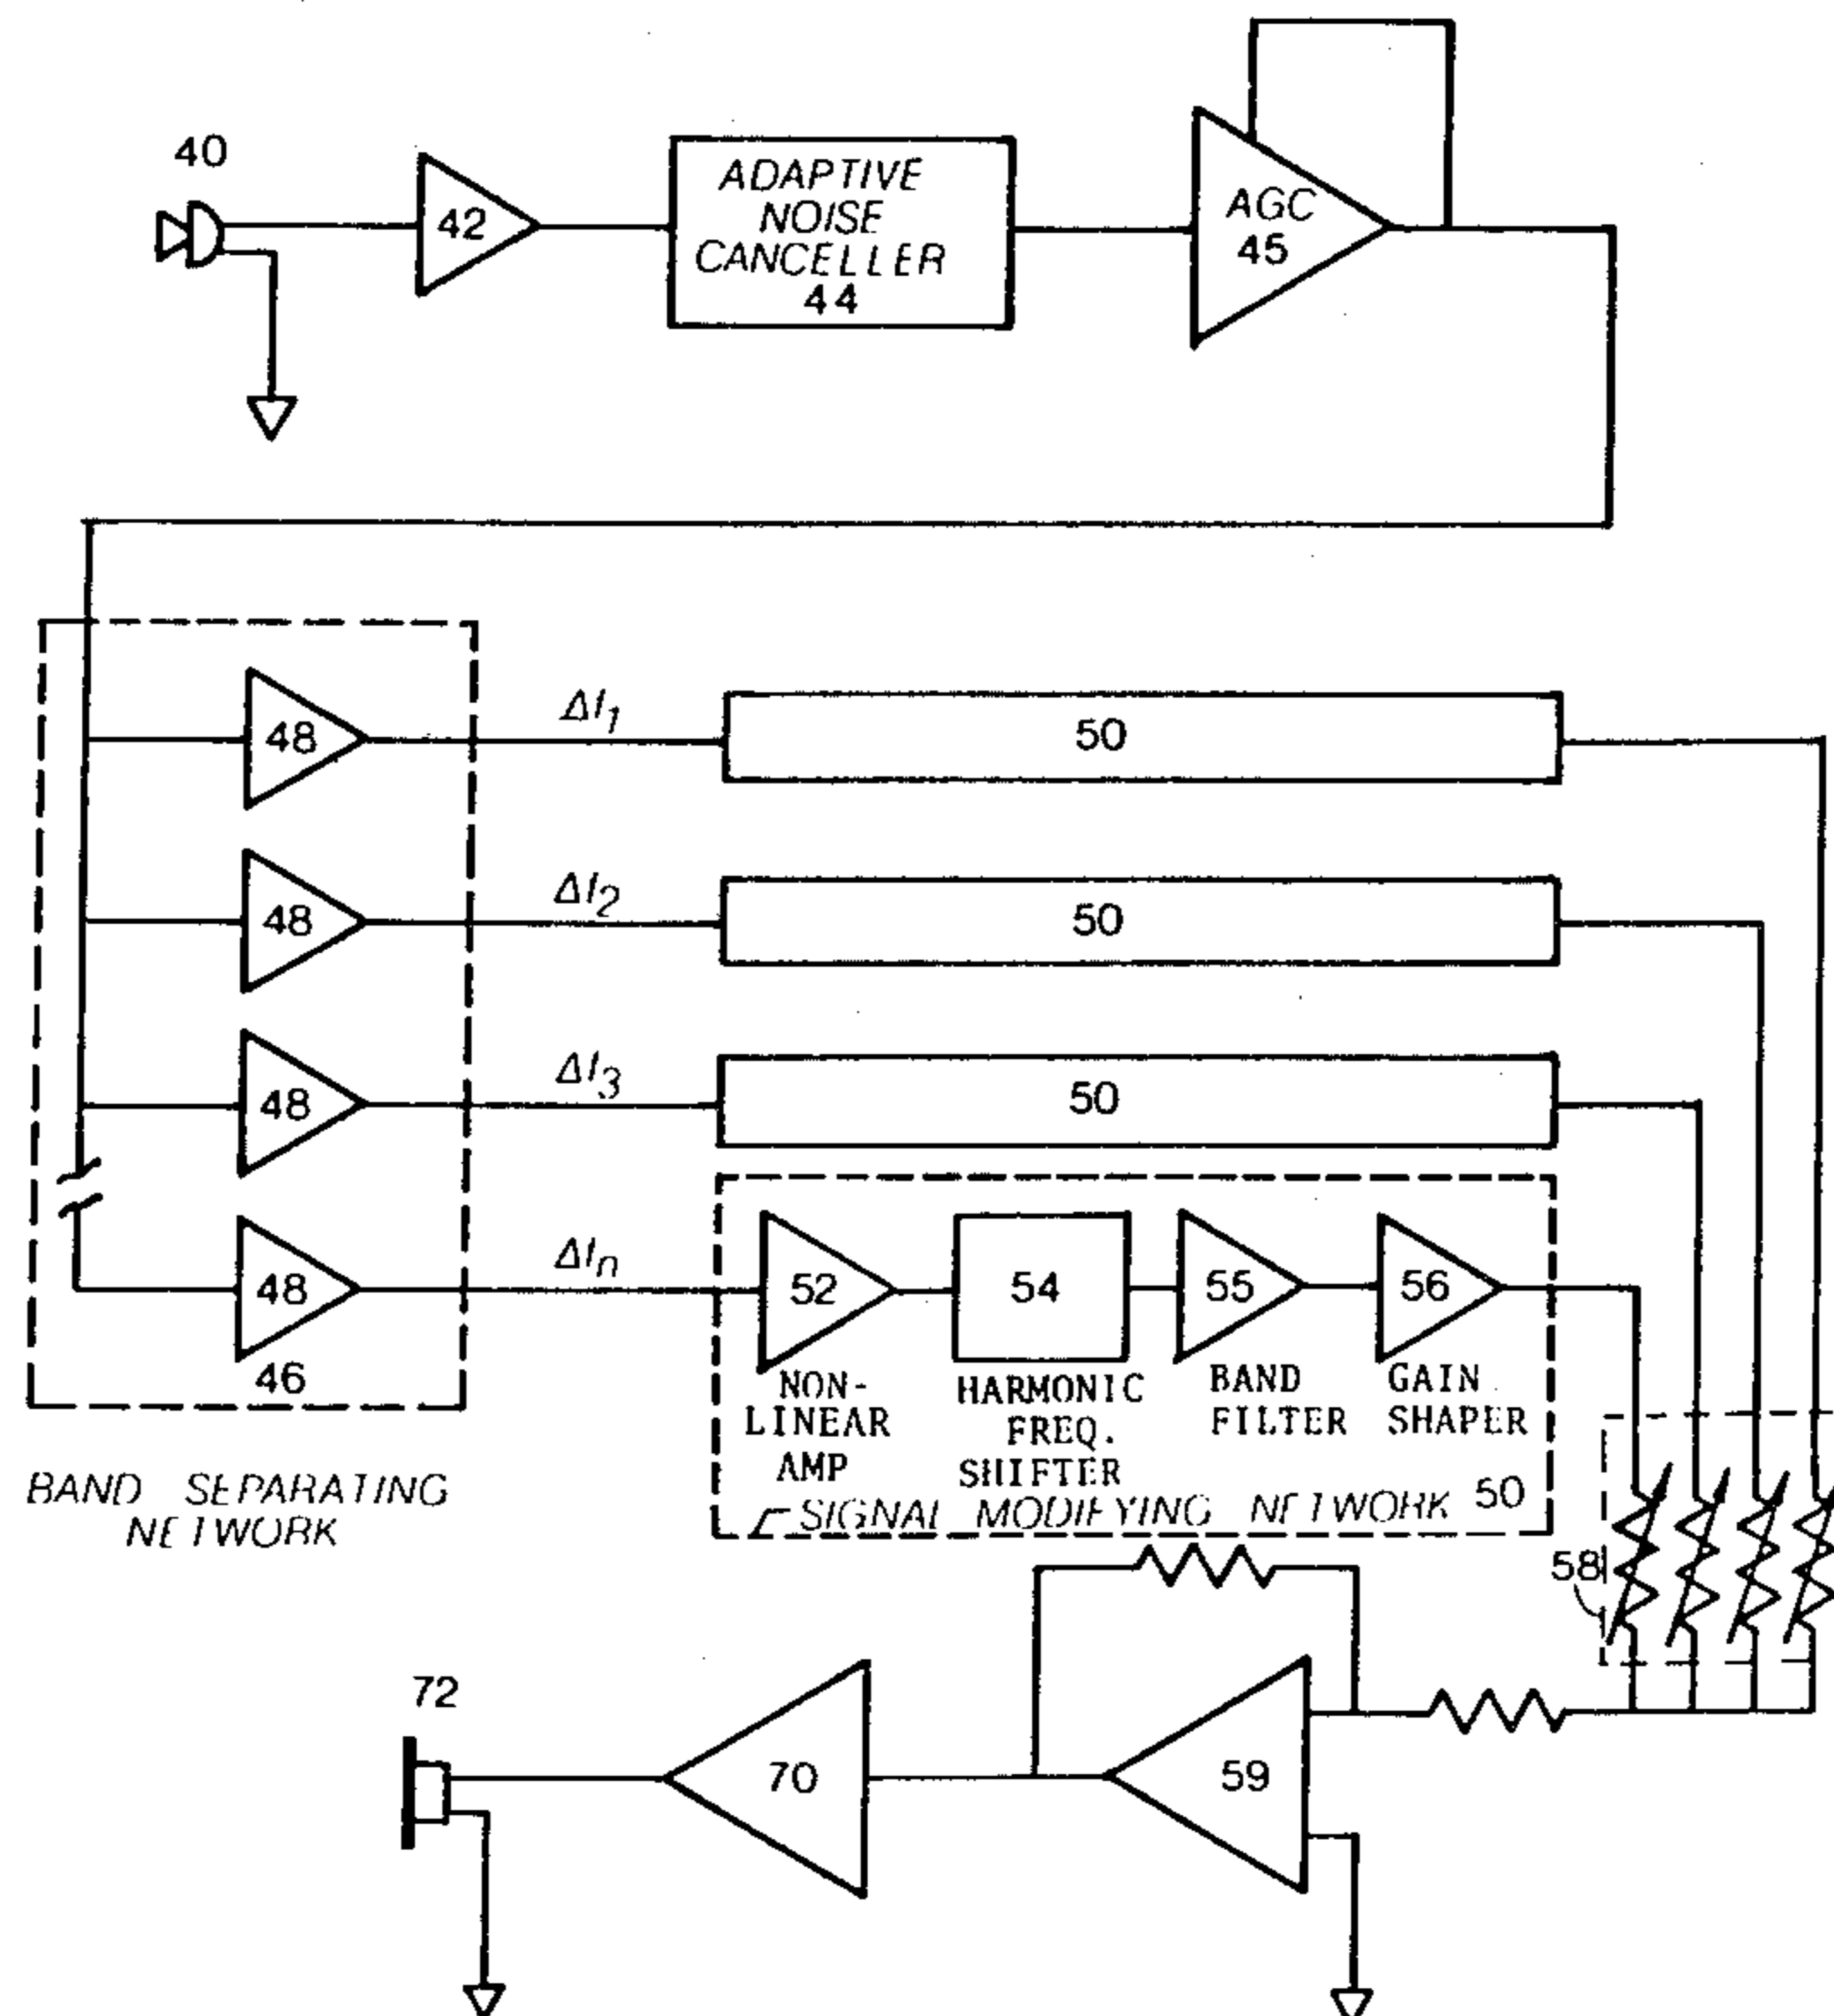 40
42
ADAPTIVE
NOISE
CANCELLER
44
AGC
45
48
ΔI1
50
48
ΔI2
50
48
ΔI3
50
48
46
ΔIn
52
54
55
56
NON-
LINEAR
AMP
HARMONIC
FREQ.
SHIFTER
BAND
FILTER
GAIN
SHAPER
SIGNAL MODIFYING NETWORK 50
BAND SEPARATING
NETWORK
58
72
70
59